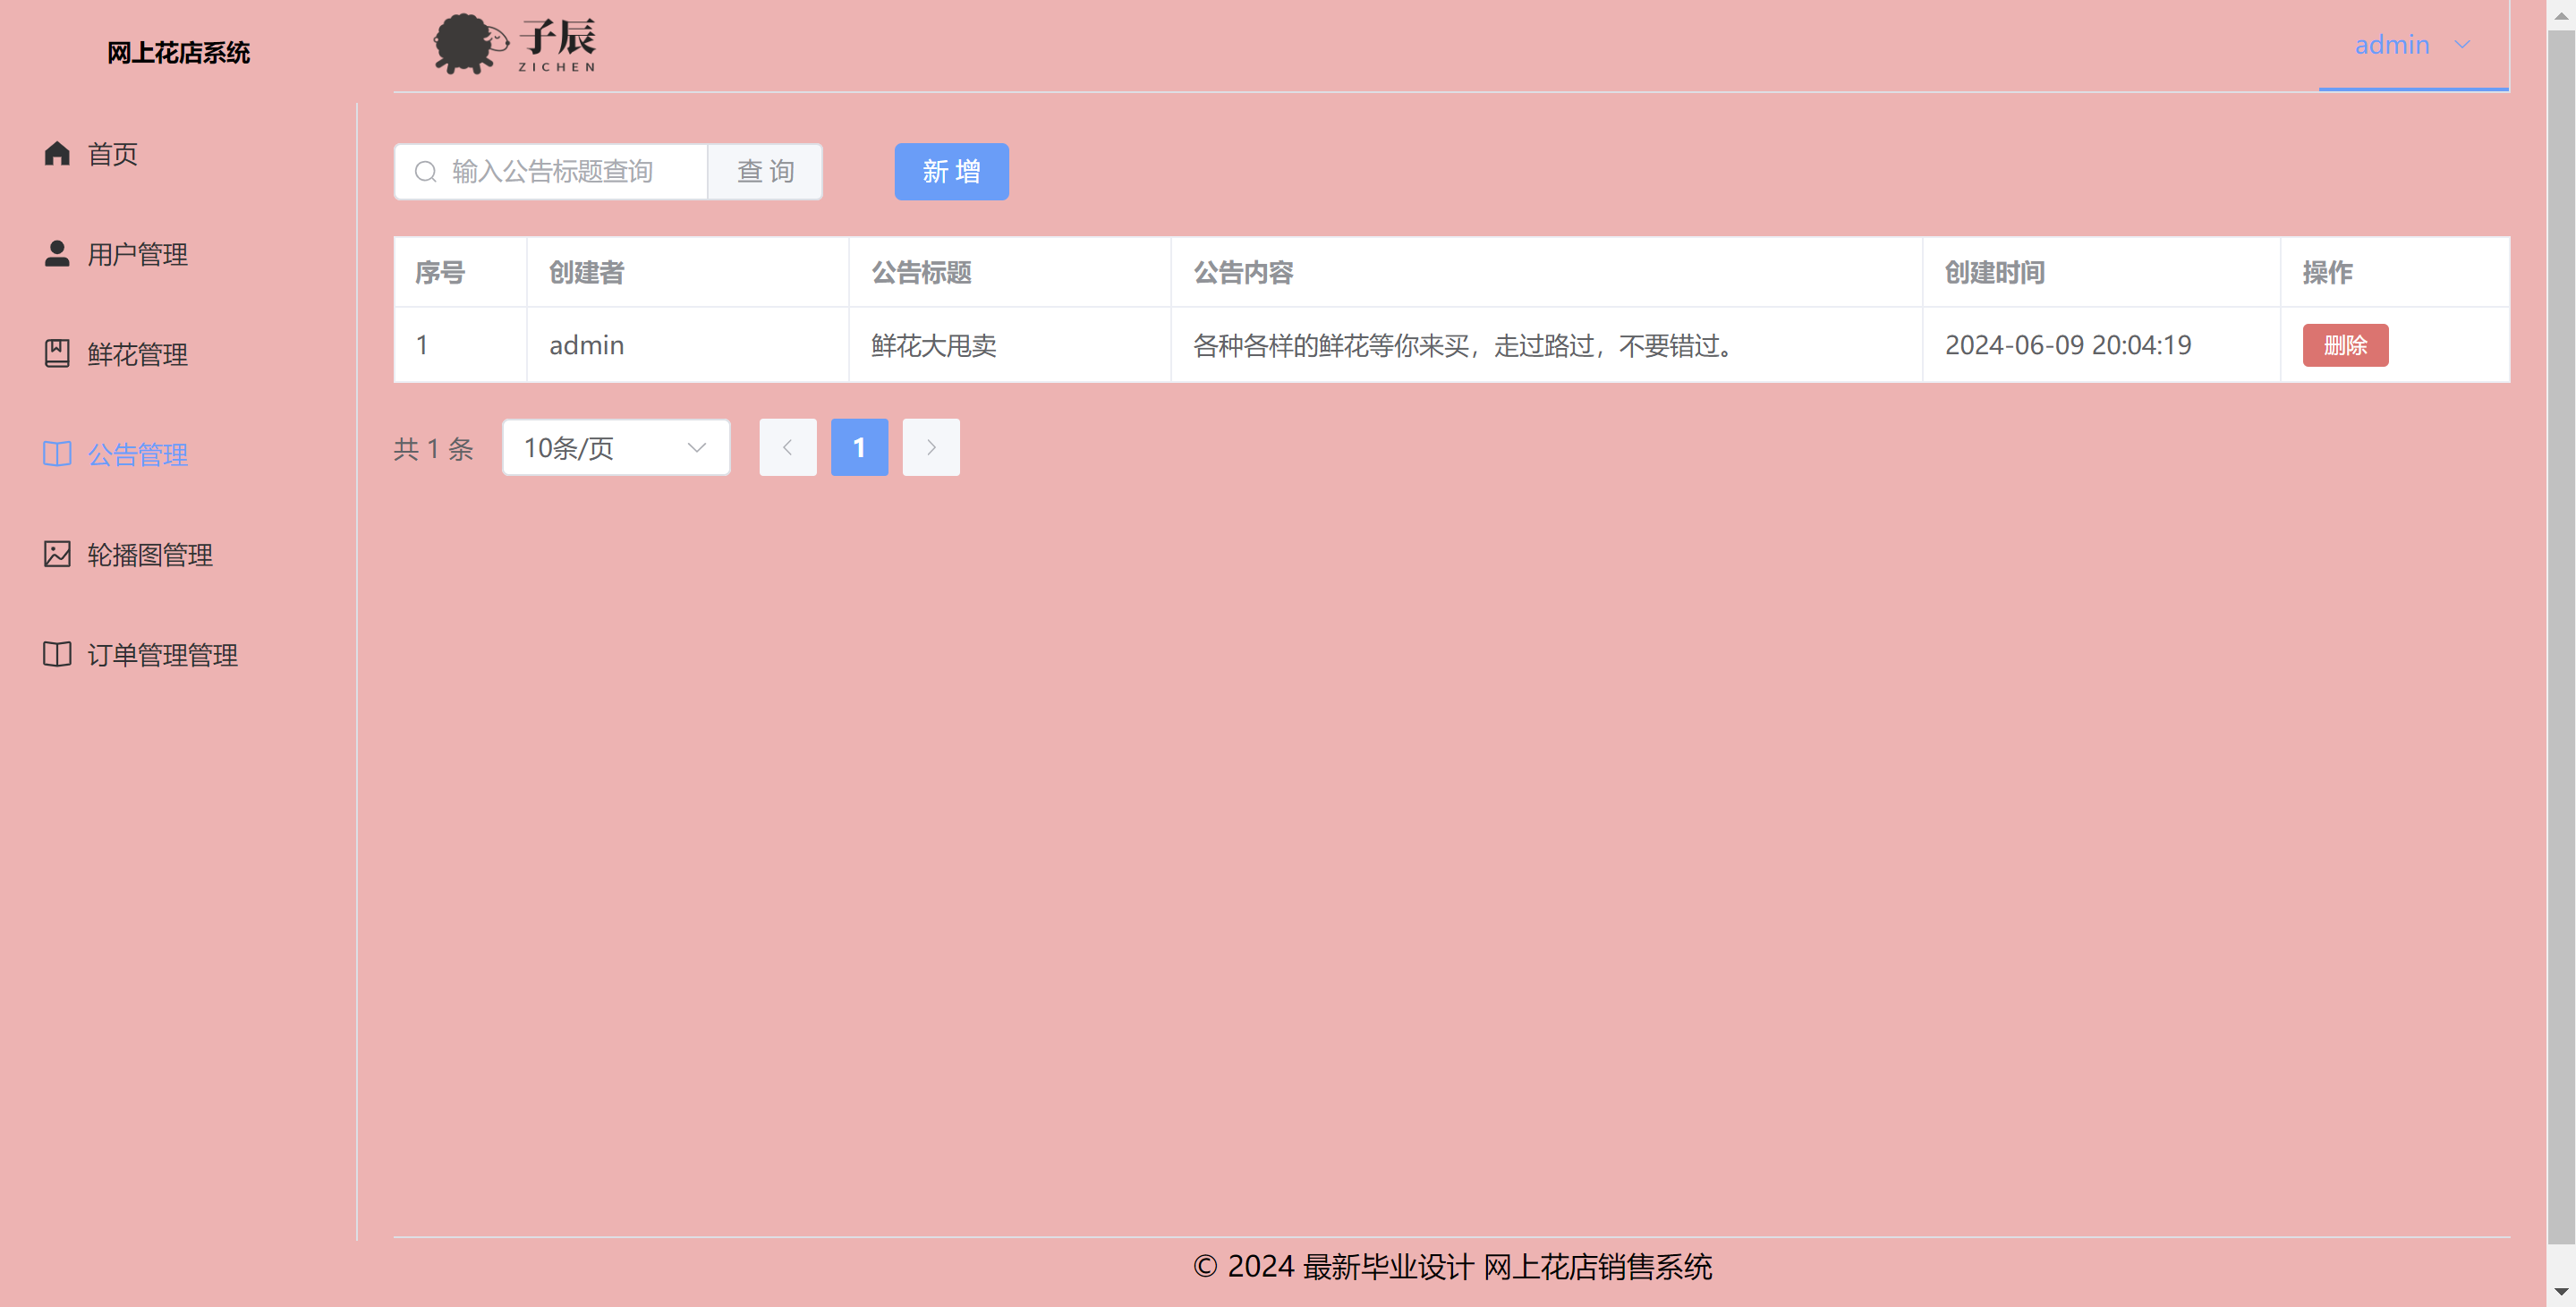 网上花店系统
子辰
ZICHEN
admin
首页
用户管理
鲜花管理
公告管理
轮播图管理
订单管理管理
输入公告标题查询 查 询 新 增
序号 创建者 公告标题 公告内容 创建时间 操作
1 admin 鲜花大甩卖 各种各样的鲜花等你来买，走过路过，不要错过。 2024-06-09 20:04:19 删除
共 1 条 10条/页 1
© 2024 最新毕业设计 网上花店销售系统